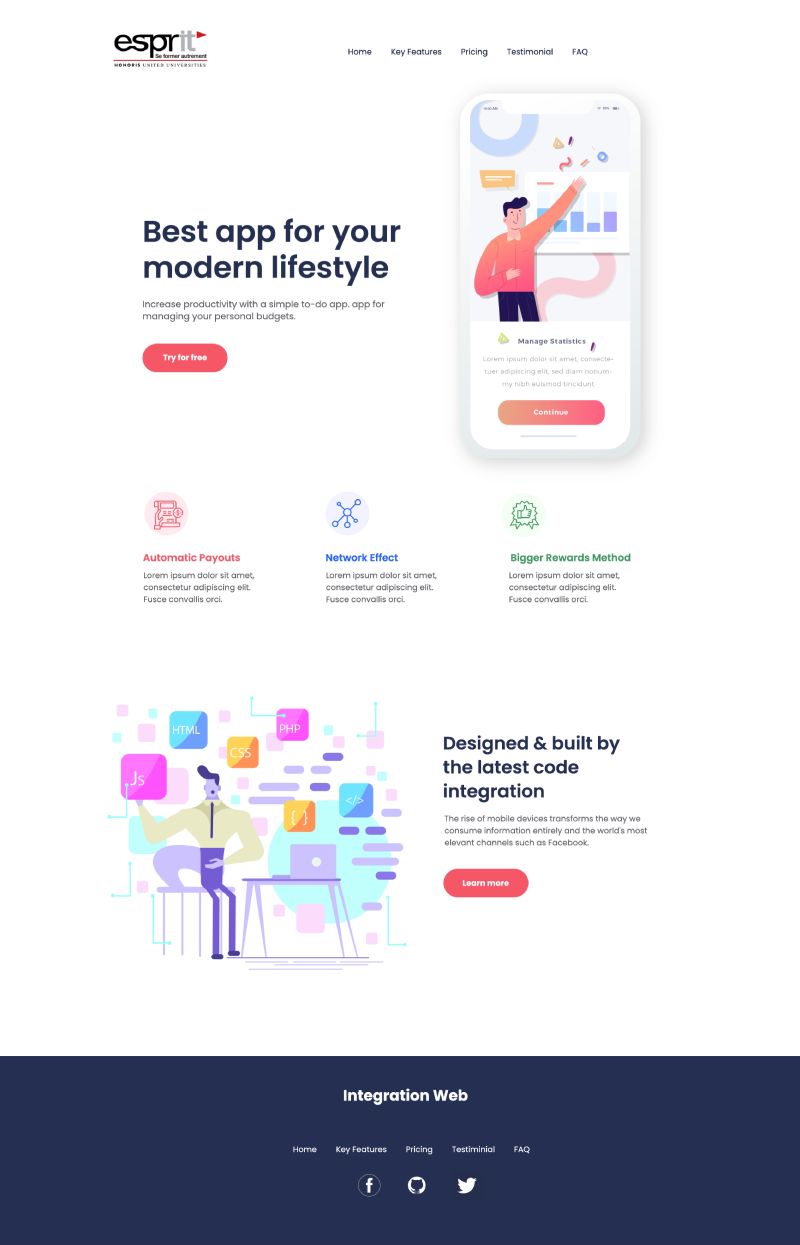 esprit
Se former autrement
HONORIS UNITED UNIVERSITIES
Home Key Features Pricing Testimonial FAQ
Best app for your
modern lifestyle
Increase productivity with a simple to-do app. app for
managing your personal budgets.
Try for free
Manage Statistics
Lorem ipsum dolor sit amet, consecte-
tuer adipiscing elit, sed diam nonum-
my nibh euismod tincidunt
Continue
Automatic Payouts
Lorem ipsum dolor sit amet,
consectetur adipiscing elit.
Fusce convallis orci.
Network Effect
Lorem ipsum dolor sit amet,
consectetur adipiscing elit.
Fusce convallis orci.
Bigger Rewards Method
Lorem ipsum dolor sit amet,
consectetur adipiscing elit.
Fusce convallis orci.
HTML
PHP
CSS
Js
</>
{ }
Designed & built by
the latest code
integration
The rise of mobile devices transforms the way we
consume information entirely and the world's most
elevant channels such as Facebook.
Learn more
Integration Web
Home Key Features Pricing Testiminial FAQ